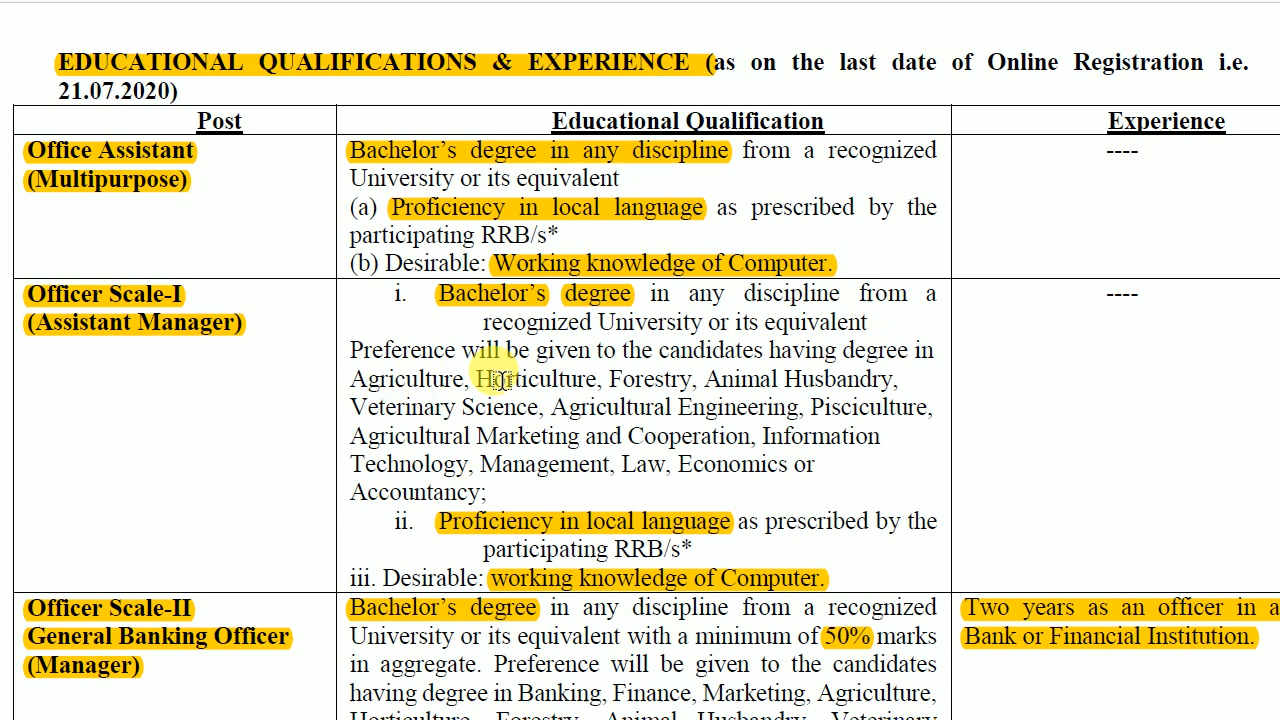 EDUCATIONAL QUALIFICATIONS & EXPERIENCE (as on the last date of Online Registration i.e.
21.07.2020)
Post
Educational Qualification
Experience
Office Assistant
(Multipurpose)
Bachelor's degree in any discipline from a recognized
University or its equivalent
(a) Proficiency in local language as prescribed by the
participating RRB/s*
(b) Desirable: Working knowledge of Computer.
----
Officer Scale-I
(Assistant Manager)
i. Bachelor's degree in any discipline from a
recognized University or its equivalent
Preference will be given to the candidates having degree in
Agriculture, Horticulture, Forestry, Animal Husbandry,
Veterinary Science, Agricultural Engineering, Pisciculture,
Agricultural Marketing and Cooperation, Information
Technology, Management, Law, Economics or
Accountancy;
ii. Proficiency in local language as prescribed by the
participating RRB/s*
iii. Desirable: working knowledge of Computer.
----
Officer Scale-II
General Banking Officer
(Manager)
Bachelor's degree in any discipline from a recognized
University or its equivalent with a minimum of 50% marks
in aggregate. Preference will be given to the candidates
having degree in Banking, Finance, Marketing, Agriculture,
Horticulture, Forestry, Animal Husbandry, Veterinary
Two years as an officer in a
Bank or Financial Institution.